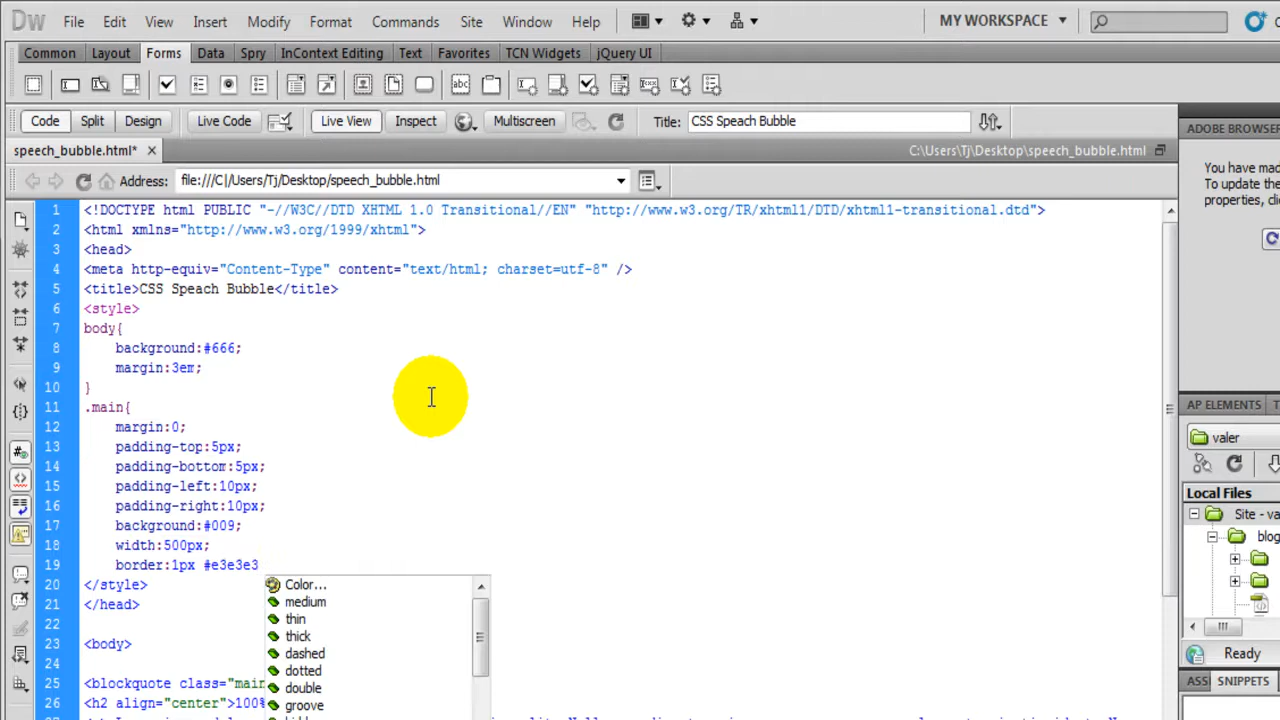 Dw File Edit View Insert Modify Format Commands Site Window Help MY WORKSPACE
Common Layout Forms Data Spry InContext Editing Text Favorites TCN Widgets jQuery UI
abc
Code Split Design Live Code Live View Inspect Multiscreen Title: CSS Speach Bubble
ADOBE BROWSER
speech_bubble.html* C:\Users\Tj\Desktop\speech_bubble.html
Address: file:///C|/Users/Tj/Desktop/speech_bubble.html
You have mad
To update the
properties, clic
1 <!DOCTYPE html PUBLIC "-//W3C//DTD XHTML 1.0 Transitional//EN" "http://www.w3.org/TR/xhtml1/DTD/xhtml1-transitional.dtd">
2 <html xmlns="http://www.w3.org/1999/xhtml">
3 <head>
4 <meta http-equiv="Content-Type" content="text/html; charset=utf-8" />
5 <title>CSS Speach Bubble</title>
6 <style>
7 body{
8 background:#666;
9 margin:3em;
10 }
11 .main{
12 margin:0;
13 padding-top:5px;
14 padding-bottom:5px;
15 padding-left:10px;
16 padding-right:10px;
17 background:#009;
18 width:500px;
19 border:1px #e3e3e3
20 </style>
21 </head>
22
23 <body>
24
25 <blockquote class="main
26 <h2 align="center">100%
Color...
medium
thin
thick
dashed
dotted
double
groove
AP ELEMENTS T
valer
Local Files
Site - va
blog
Ready
ASS SNIPPETS